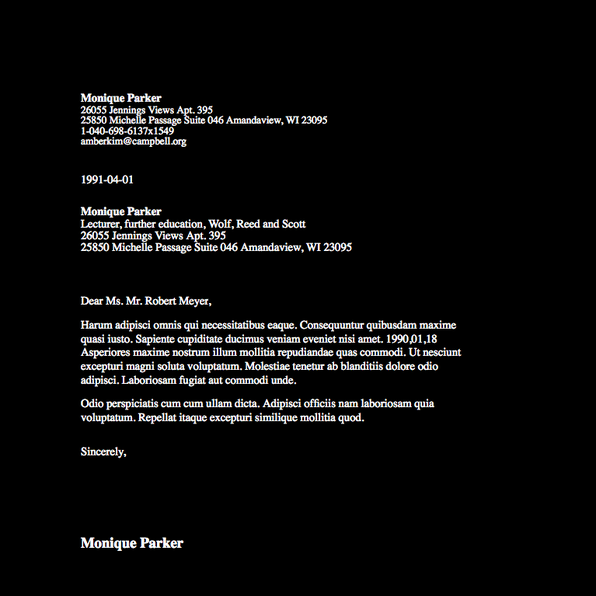 Monique Parker
26055 Jennings Views Apt. 395
25850 Michelle Passage Suite 046 Amandaview, WI 23095
1-040-698-6137x1549
amberkim@campbell.org
1991-04-01
Monique Parker
Lecturer, further education, Wolf, Reed and Scott
26055 Jennings Views Apt. 395
25850 Michelle Passage Suite 046 Amandaview, WI 23095
Dear Ms. Mr. Robert Meyer,
Harum adipisci omnis qui necessitatibus eaque. Consequuntur quibusdam maxime
quasi iusto. Sapiente cupiditate ducimus veniam eveniet nisi amet. 1990,01,18
Asperiores maxime nostrum illum mollitia repudiandae quas commodi. Ut nesciunt
excepturi magni soluta voluptatum. Molestiae tenetur ab blanditiis dolore odio
adipisci. Laboriosam fugiat aut commodi unde.
Odio perspiciatis cum cum ullam dicta. Adipisci officiis nam laboriosam quia
voluptatum. Repellat itaque excepturi similique mollitia quod.
Sincerely,
Monique Parker